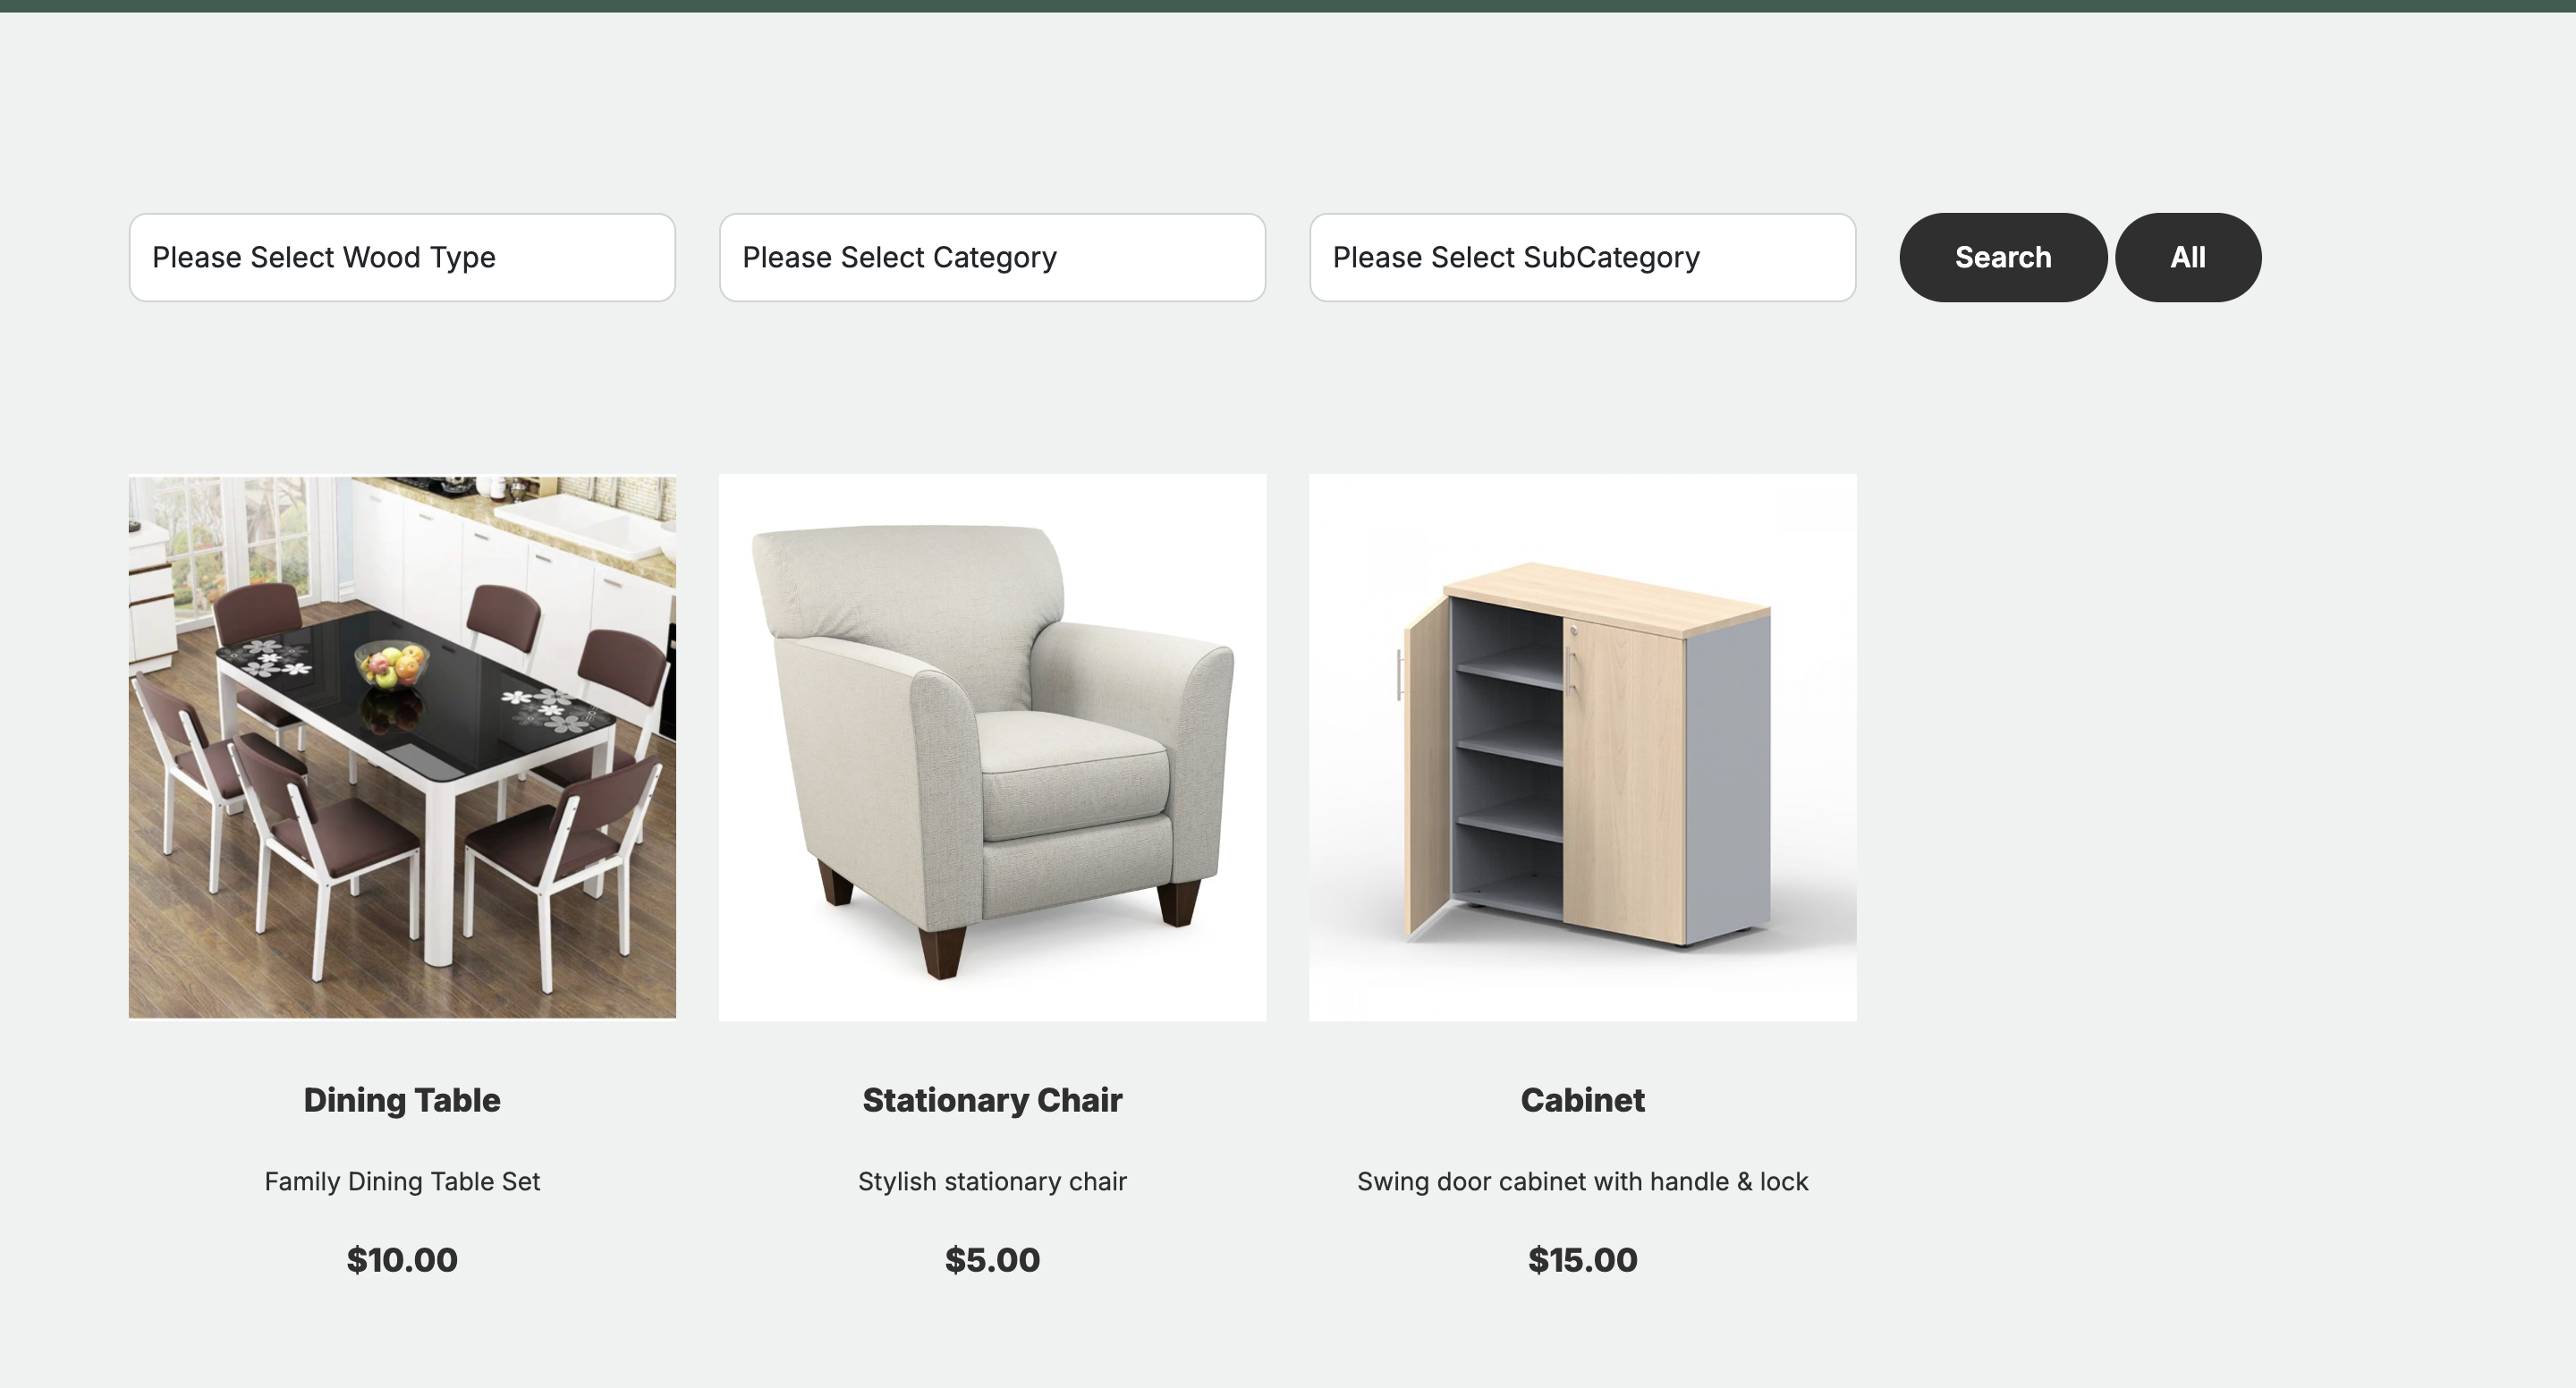 Please Select Wood Type
Please Select Category
Please Select SubCategory
Search
All
Dining Table
Stationary Chair
Cabinet
Family Dining Table Set
Stylish stationary chair
Swing door cabinet with handle & lock
$10.00
$5.00
$15.00